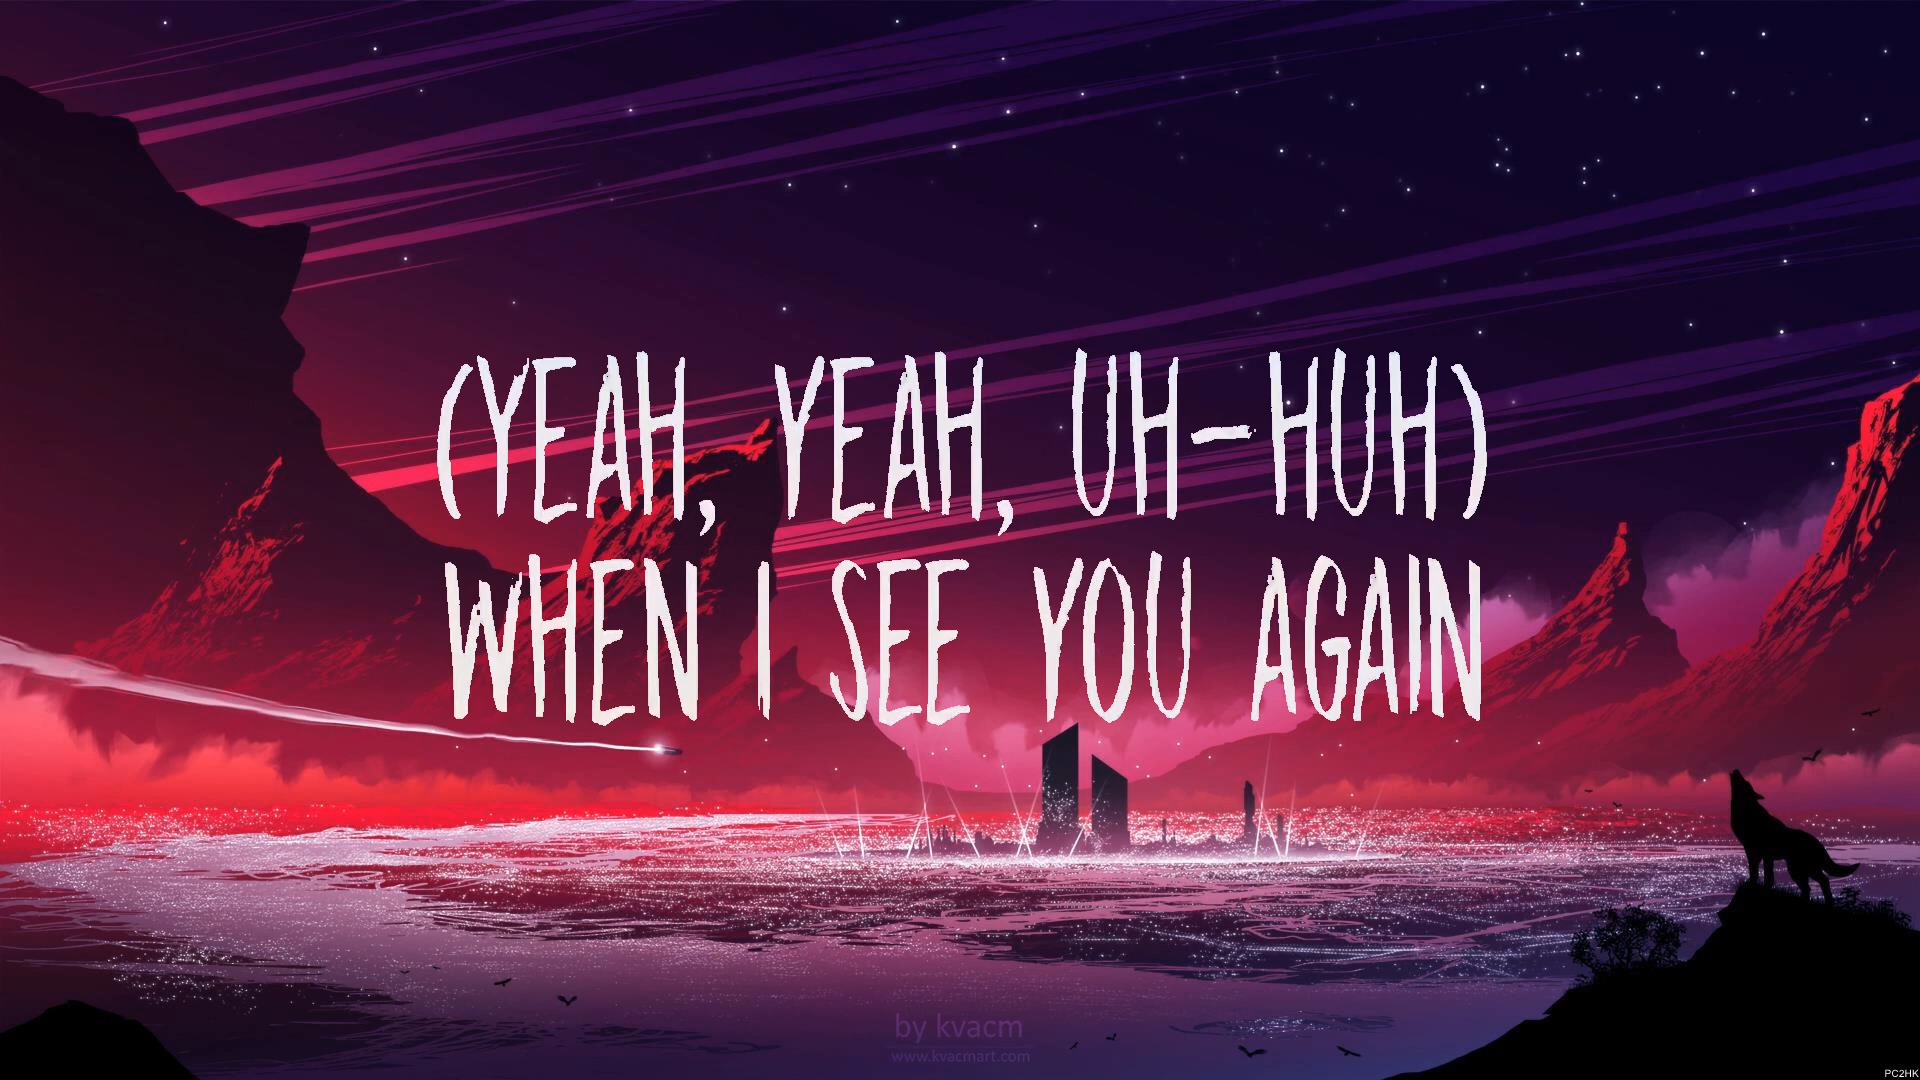 (YEAH, YEAH, UH-HUH)
WHEN I SEE YOU AGAIN
by kvacm
www.kvacmart.com
PC2HK